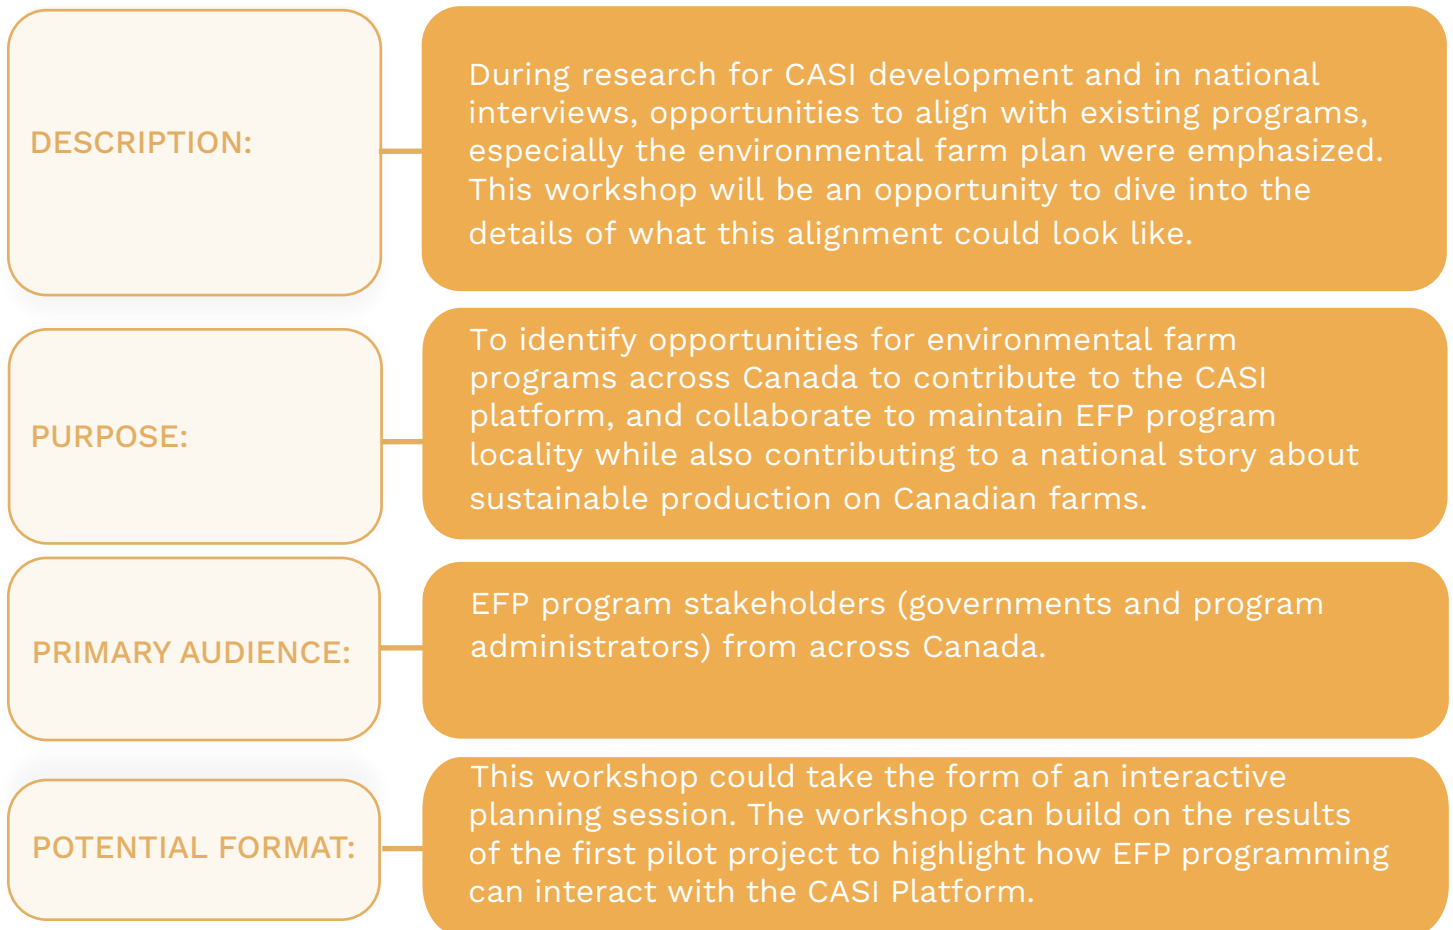 DESCRIPTION:
During research for CASI development and in national
interviews, opportunities to align with existing programs,
especially the environmental farm plan were emphasized.
This workshop will be an opportunity to dive into the
details of what this alignment could look like.
PURPOSE:
To identify opportunities for environmental farm
programs across Canada to contribute to the CASI
platform, and collaborate to maintain EFP program
locality while also contributing to a national story about
sustainable production on Canadian farms.
PRIMARY AUDIENCE:
EFP program stakeholders (governments and program
administrators) from across Canada.
POTENTIAL FORMAT:
This workshop could take the form of an interactive
planning session. The workshop can build on the results
of the first pilot project to highlight how EFP programming
can interact with the CASI Platform.